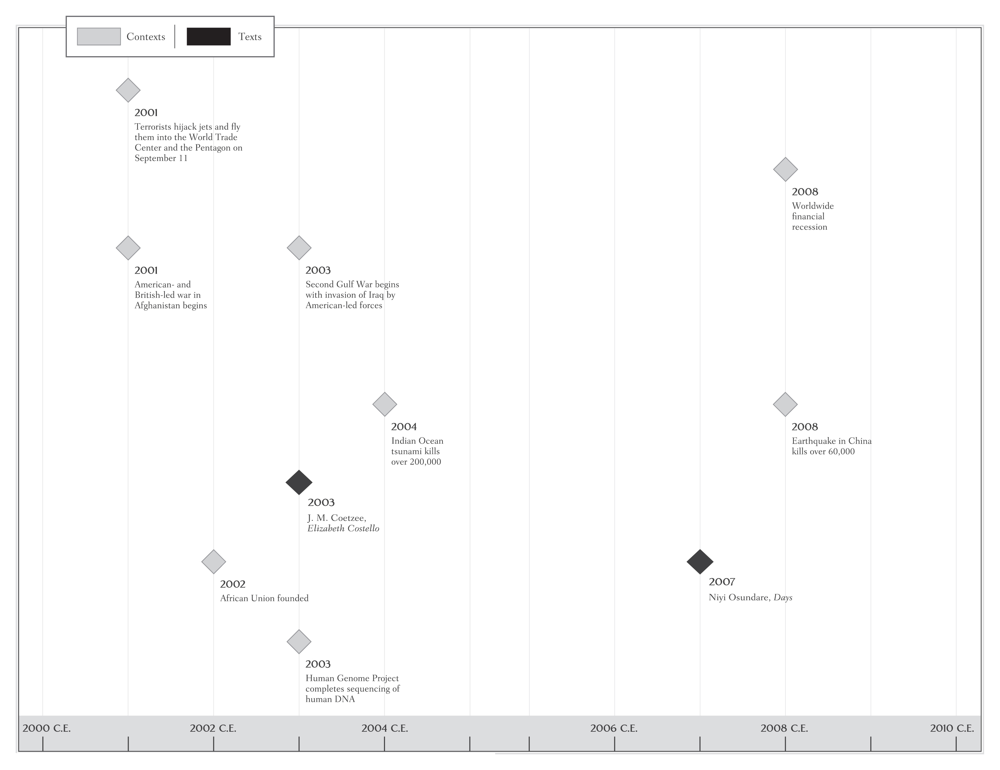 Contexts
Texts
2001
Terrorists hijack jets and fly
them into the World Trade
Center and the Pentagon on
September 11
2008
Worldwide
financial
recession
2001
American- and
British-led war in
Afghanistan begins
2003
Second Gulf War begins
with invasion of Iraq by
American-led forces
2004
Indian Ocean
tsunami kills
over 200,000
2008
Earthquake in China
kills over 60,000
2003
J. M. Coetzee,
Elizabeth Costello
2002
African Union founded
2007
Niyi Osundare, Days
2003
Human Genome Project
completes sequencing of
human DNA
2000 C.E.
2002 C.E.
2004 C.E.
2006 C.E.
2008 C.E.
2010 C.E.